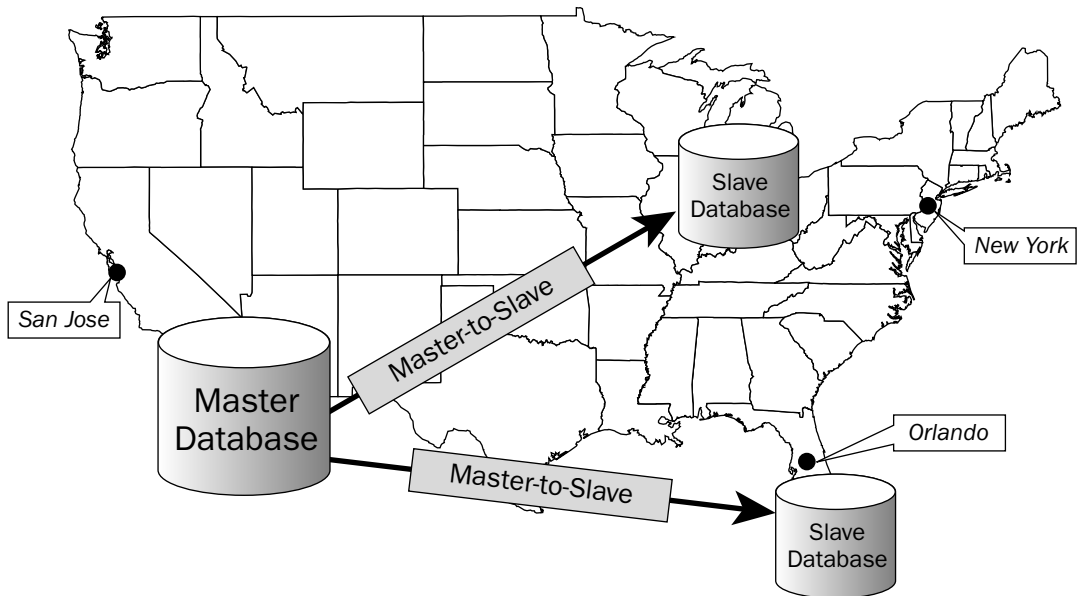 Slave
Database
New York
San Jose
Master-to-Slave
Master
Database
Orlando
Master-to-Slave
Slave
Database